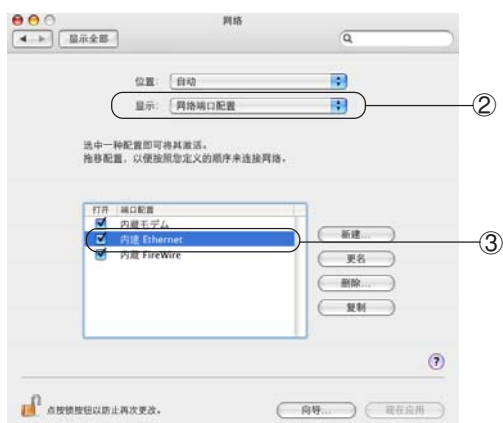 网络
显示全部
位置: 自动
显示: 网络端口配置
②
选中一种配置即可将其激活。
拖移配置，以便按照您定义的顺序来连接网络。
打开 端口配置
内蔵モデム
内建 Ethernet
③
内蔵 FireWire
新建...
更名
删除...
复制
?
点按锁按钮以防止再次更改。
向导...
现在应用